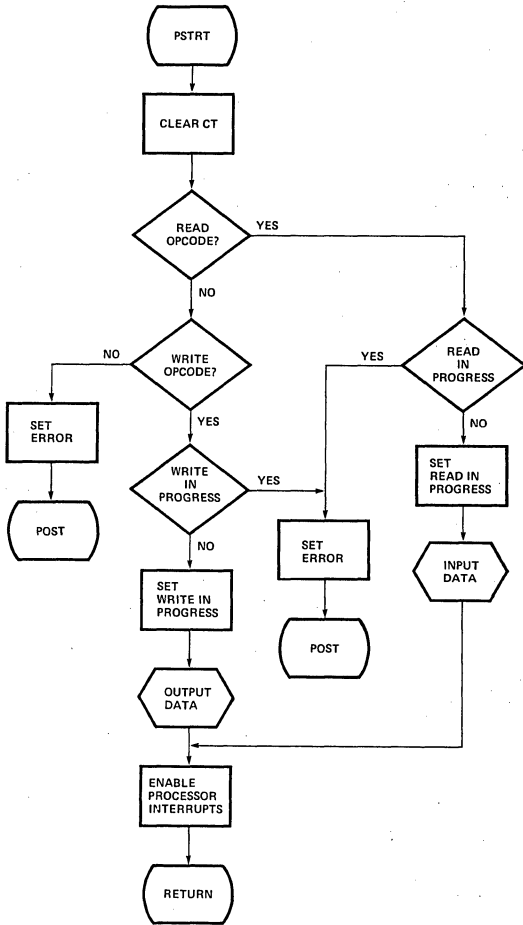 PSTRT
CLEAR CT
READ
OPCODE?
YES
NO
NO
WRITE
OPCODE?
YES
READ
IN
PROGRESS
YES
NO
SET
ERROR
WRITE
IN
PROGRESS
YES
SET
READ IN
PROGRESS
POST
NO
SET
ERROR
INPUT
DATA
SET
WRITE IN
PROGRESS
POST
OUTPUT
DATA
ENABLE
PROCESSOR
INTERRUPTS
RETURN